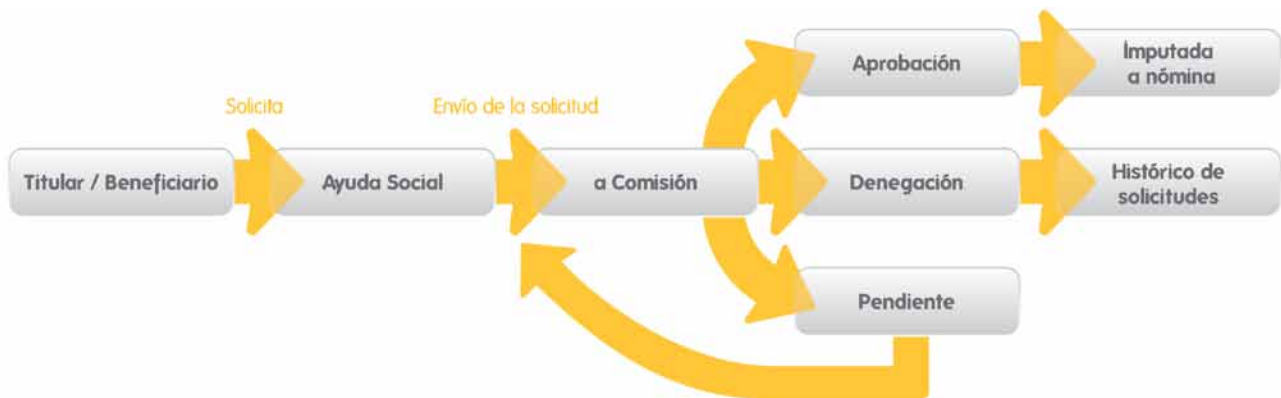 Solicita
Envío de la solicitud
Titular / Beneficiario
Ayuda Social
a Comisión
Aprobación
Imputada
a nómina
Denegación
Histórico de
solicitudes
Pendiente